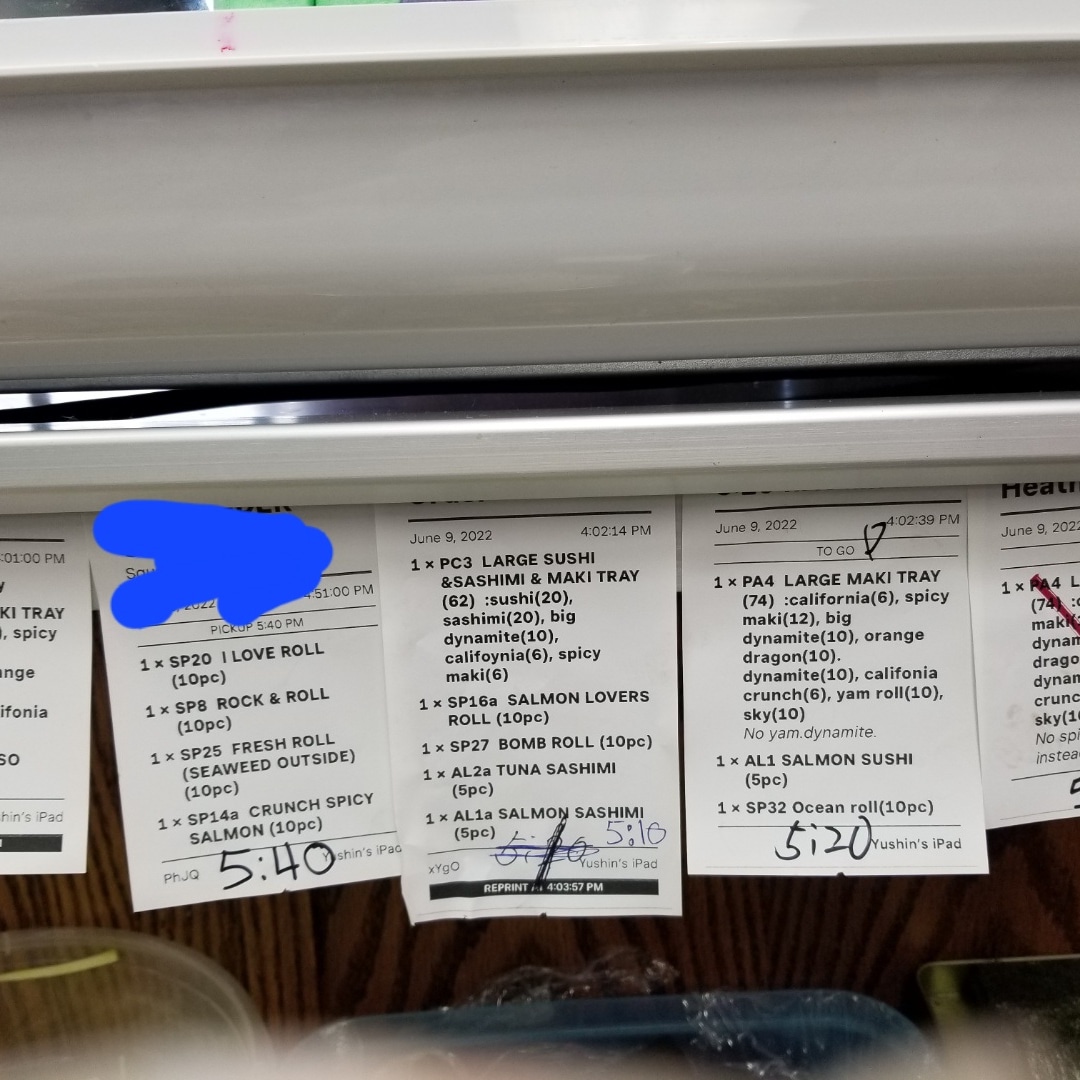 :01:00 PM
KI TRAY
), spicy
ifonia
hin's iPad
2022
4:51:00 PM
PICKUP 5:40 PM
1 × SP20 I LOVE ROLL
(10pc)
1 × SP8 ROCK & ROLL
(10pc)
1 × SP25 FRESH ROLL
(SEAWEED OUTSIDE)
(10pc)
1 × SP14a CRUNCH SPICY
SALMON (10pc)
PhJQ
5:40
Yushin's iPad
June 9, 2022
4:02:14 PM
1 × PC3 LARGE SUSHI
&SASHIMI & MAKI TRAY
(62) :sushi(20),
sashimi(20), big
dynamite(10),
califoynia(6), spicy
maki(6)
1 × SP16a SALMON LOVERS
ROLL (10pc)
1 × SP27 BOMB ROLL (10pc)
1 × AL2a TUNA SASHIMI
(5pc)
1 × AL1a SALMON SASHIMI
(5pc)
5:10
xYgO
Yushin's iPad
REPRINT AT 4:03:57 PM
June 9, 2022
4:02:39 PM
TO GO
1 × PA4 LARGE MAKI TRAY
(74) :california(6), spicy
maki(12), big
dynamite(10), orange
dragon(10).
dynamite(10), califonia
crunch(6), yam roll(10),
sky(10)
No yam.dynamite.
1 × AL1 SALMON SUSHI
(5pc)
1 × SP32 Ocean roll(10pc)
5:20
Yushin's iPad
Heath
June 9, 2022
1 × PA4 L
(74) :c
maki(
dynam
drago
dynam
crunc
sky(10
No spi
instea